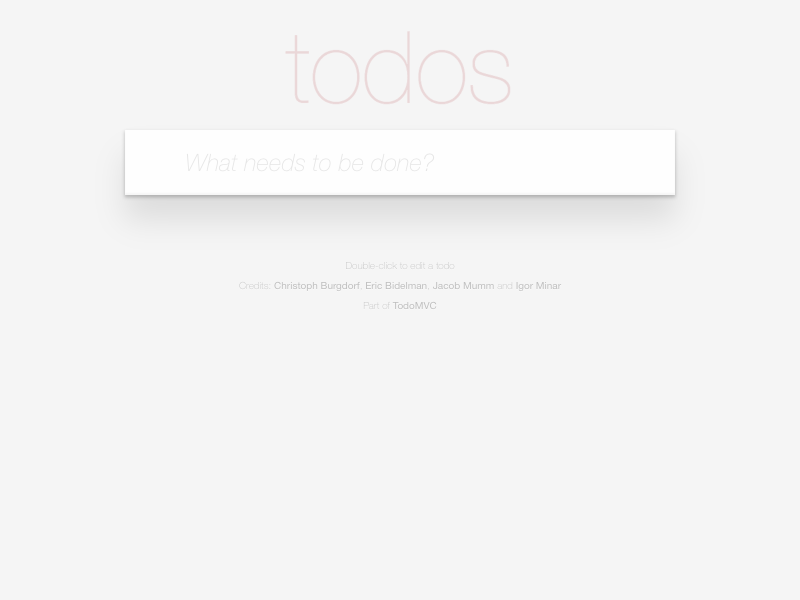 todos
What needs to be done?
Double-click to edit a todo
Credits: Christoph Burgdorf, Eric Bidelman, Jacob Mumm and Igor Minar
Part of TodoMVC